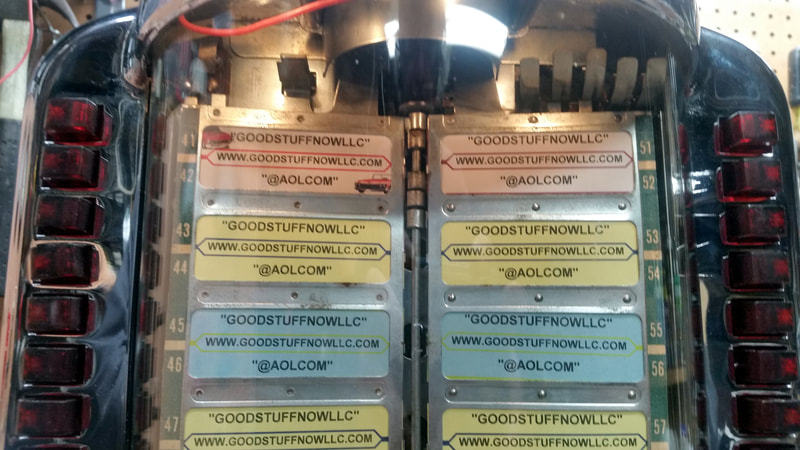 41 "GOODSTUFFNOWLLC"
WWW.GOODSTUFFNOWLLC.COM
42 "@AOLCOM"
43 "GOODSTUFFNOWLLC"
WWW.GOODSTUFFNOWLLC.COM
44 "@AOLCOM"
45 "GOODSTUFFNOWLLC"
WWW.GOODSTUFFNOWLLC.COM
46 "@AOLCOM"
47 "GOODSTUFFNOWLLC"
WWW.GOODSTUFFNOWLLC.COM
"GOODSTUFFNOWLLC" 51
WWW.GOODSTUFFNOWLLC.COM
"@AOLCOM" 52
"GOODSTUFFNOWLLC" 53
WWW.GOODSTUFFNOWLLC.COM
"@AOLCOM" 54
"GOODSTUFFNOWLLC" 55
WWW.GOODSTUFFNOWLLC.COM
"@AOLCOM" 56
"GOODSTUFFNOWLLC" 57
WWW.GOODSTUFFNOWLLC.COM